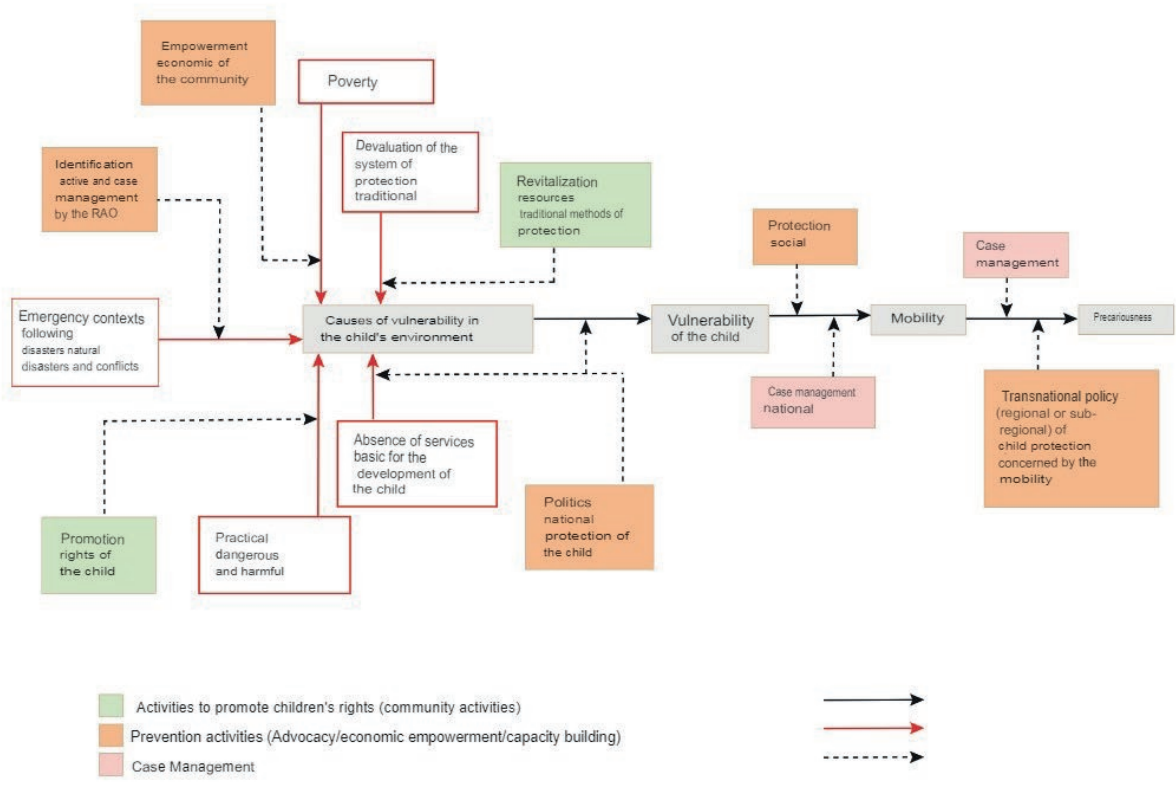 Empowerment
economic of
the community
Poverty
Devaluation of the
system of
protection
traditional
Identification
active and case
management
by the RAO
Revitalization
resources
traditional methods of
protection
Protection
social
Case
management
Emergency contexts
following
disasters natural
disasters and conflicts
Causes of vulnerability in
the child's environment
Vulnerability
of the child
Mobility
Precariousness
Case management
national
Transnational policy
(regional or sub-
regional) of
child protection
concerned by the
mobility
Absence of services
basic for the
development of
the child
Politics
national
protection of
the child
Promotion
rights of
the child
Practical
dangerous
and harmful
Activities to promote children's rights (community activities)
Prevention activities (Advocacy/economic empowerment/capacity building)
Case Management